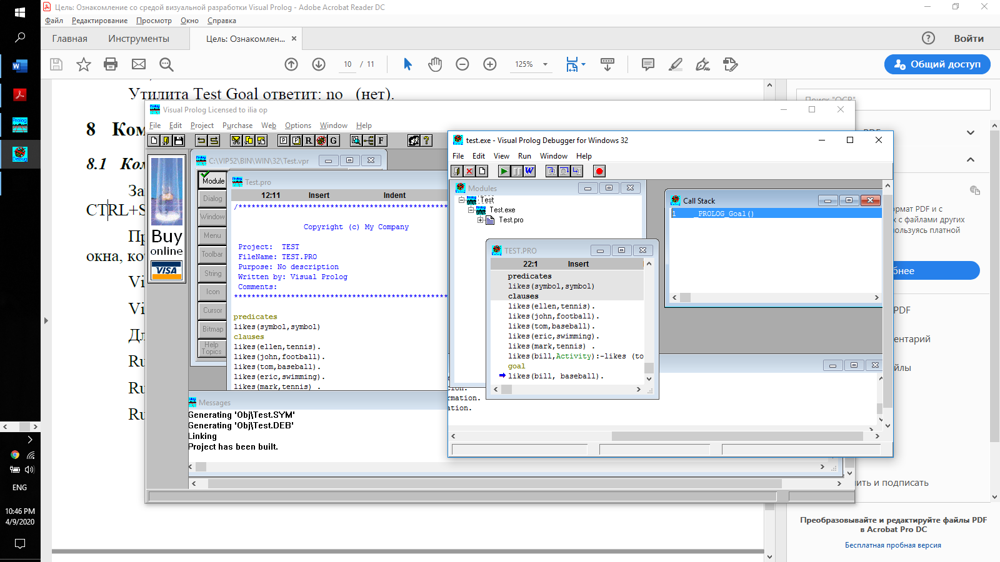 Цель: Ознакомление со средой визуальной разработки Visual Prolog - Adobe Acrobat Reader DC
Файл Редактирование Просмотр Окно Справка
Главная Инструменты Цель: Ознакомлен... Войти
10 / 11 125% Общий доступ
Утилита Test Goal ответит: no (нет).
8 Ком
8.1 Ко
За
CTRL+S
Пр
окна, ко
Vi
Vi
Дл
Ru
Ru
Ru
Visual Prolog Licensed to ilia op
File Edit Project Purchase Web Options Window Help
P R G F ?
Buy
online
VISA
C:\VIP52\BIN\WIN\32\Test.vpr
Module
Dialog
Window
Menu
Toolbar
String
Icon
Cursor
Bitmap
Help
Topics
Test.pro
12:11 Insert Indent
Copyright (c) My Company
Project: TEST
FileName: TEST.PRO
Purpose: No description
Written by: Visual Prolog
Comments:
predicates
likes(symbol,symbol)
clauses
likes(ellen,tennis).
likes(john,football).
likes(tom,baseball).
likes(eric,swimming).
likes(mark,tennis) .
Messages
Generating 'Obj\Test.SYM'
Generating 'Obj\Test.DEB'
Linking
Project has been built.
test.exe - Visual Prolog Debugger for Windows 32
File Edit View Run Window Help
W
Modules
Test
Test.exe
Test.pro
TEST.PRO
22:1 Insert
predicates
likes(symbol,symbol)
clauses
likes(ellen,tennis).
likes(john,football).
likes(tom,baseball).
likes(eric,swimming).
likes(mark,tennis) .
likes(bill,Activity):-likes (to
goal
likes(bill, baseball).
Call Stack
1 _PROLOG_Goal()
rmation.
ation.
ормат PDF и с
к с файлами других
пользуясь платной
бнее
PDF
ентарий
йлы
ить и подписать
Преобразовывайте и редактируйте файлы PDF
в Acrobat Pro DC
Бесплатная пробная версия
Prolog
DeBug
ENG
10:46 PM
4/9/2020